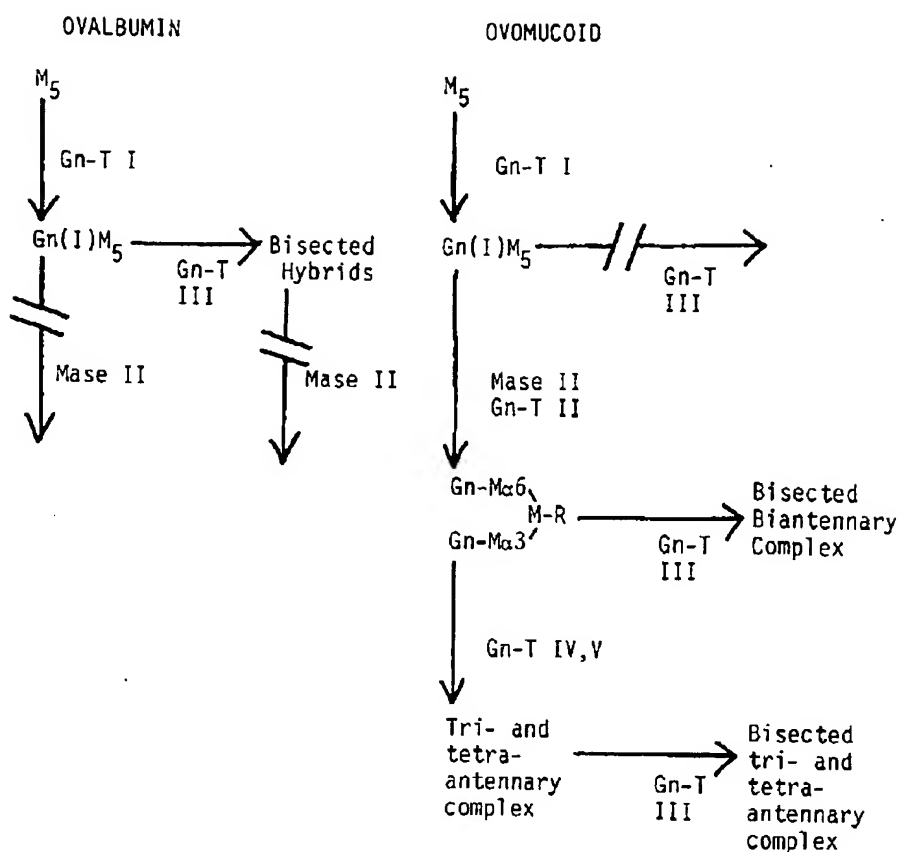 OVALBUMIN
M5
Gn-T I
Gn(I)M5
Gn-T
III
Bisected
Hybrids
Mase II
Mase II
OVOMUCOID
M5
Gn-T I
Gn(I)M5
Gn-T
III
Mase II
Gn-T II
Gn-Mα6
M-R
Gn-Mα3
Gn-T
III
Bisected
Biantennary
Complex
Gn-T IV,V
Tri- and
tetra-
antennary
complex
Gn-T
III
Bisected
tri- and
tetra-
antennary
complex